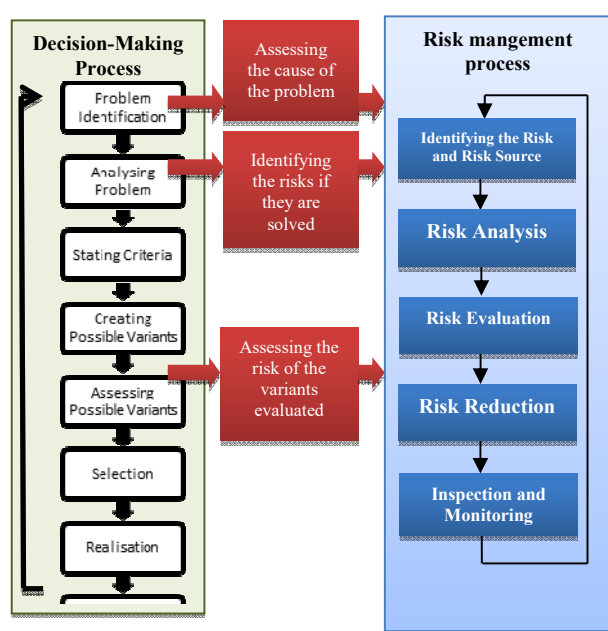 Decision-Making
Process
Problem
Identification
Analysing
Problem
Stating Criteria
Creating
Possible Variants
Assessing
Possible Variants
Selection
Realisation
Assessing
the cause of
the problem
Identifying
the risks if
they are
solved
Assessing the
risk of the
variants
evaluated
Risk mangement
process
Identifying the Risk
and Risk Source
Risk Analysis
Risk Evaluation
Risk Reduction
Inspection and
Monitoring